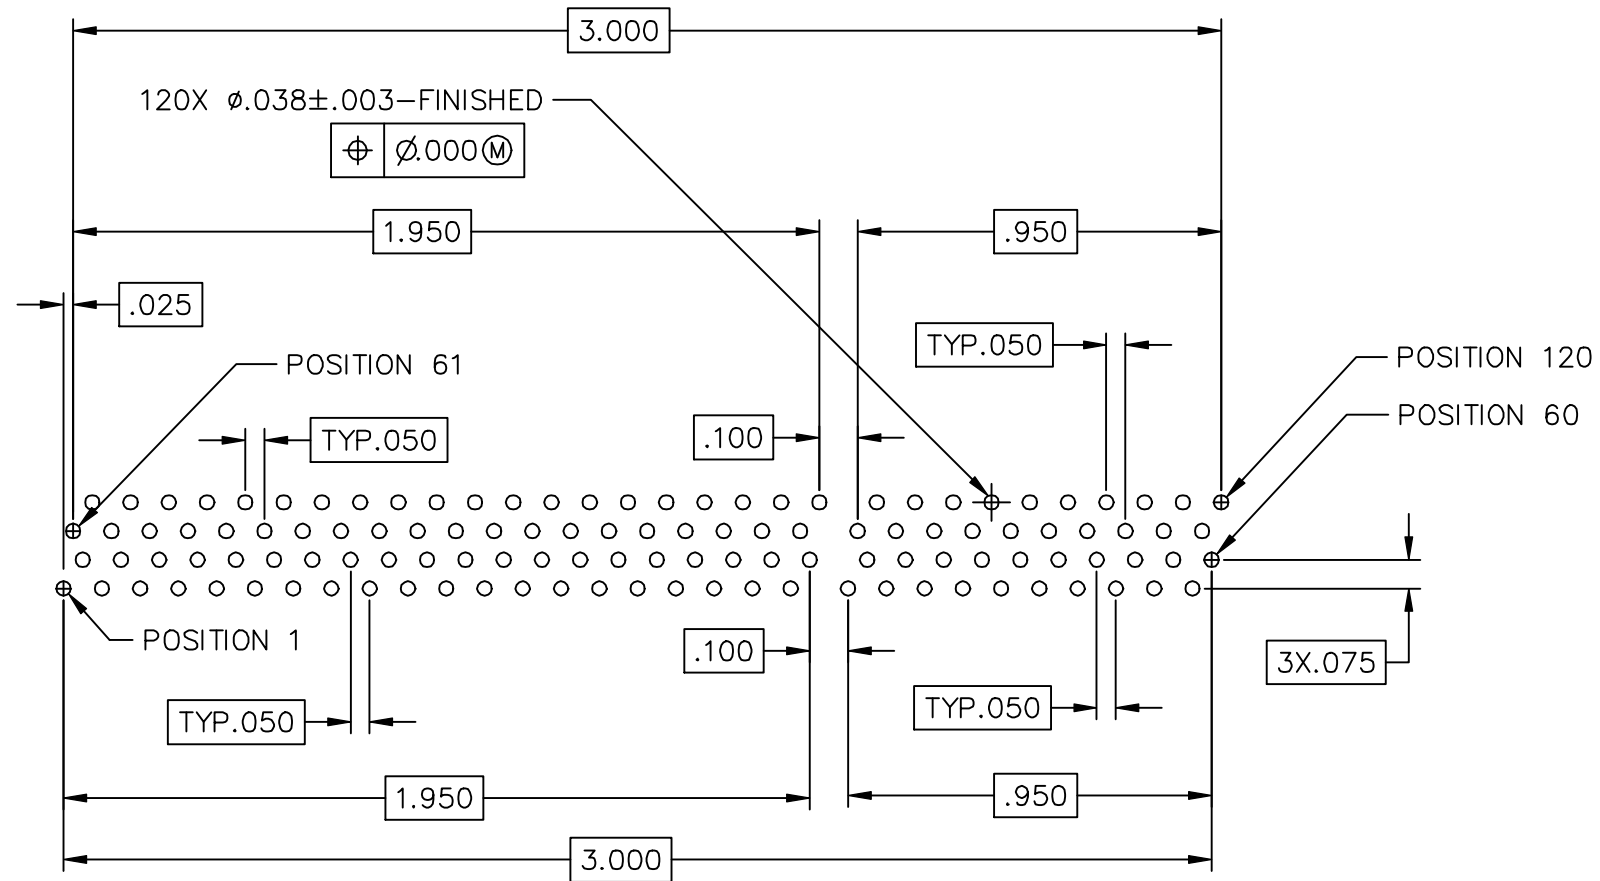 3.000
120X ⌀.038±.003-FINISHED
⌖ ⌀.000Ⓜ
1.950
.950
.025
TYP.050
POSITION 61
POSITION 120
POSITION 60
TYP.050
.100
POSITION 1
.100
3X.075
TYP.050
TYP.050
1.950
.950
3.000